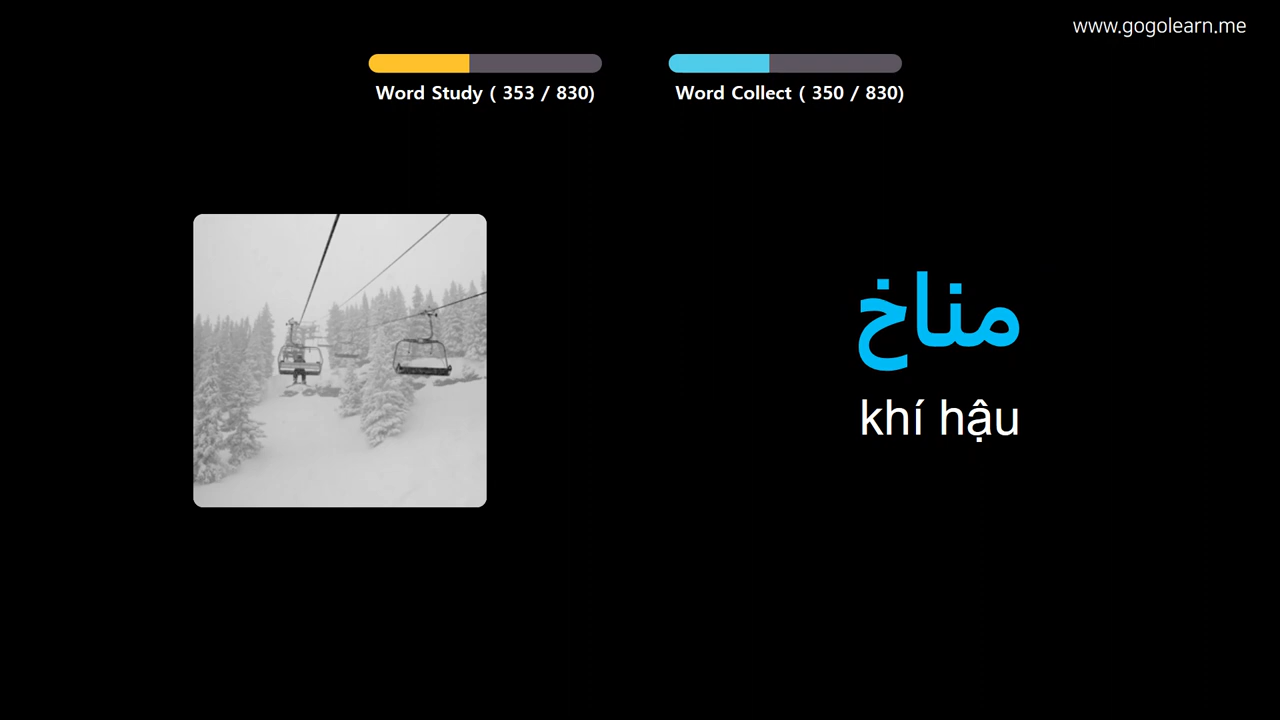 www.gogolearn.me
Word Study ( 353 / 830)
Word Collect ( 350 / 830)
مناخ
khí hậu